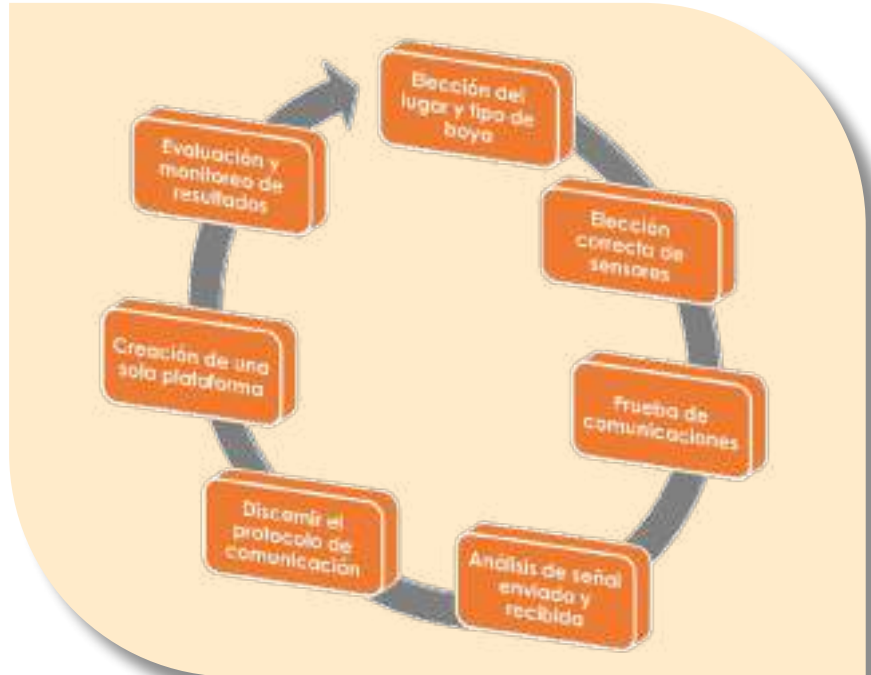 Elección del
lugar y tipo de
boya
Elección
correcta de
sensores
Prueba de
comunicaciones
Análisis de señal
enviada y
recibida
Discernir el
protocolo de
comunicación
Creación de una
sola plataforma
Evaluación y
monitoreo de
resultados